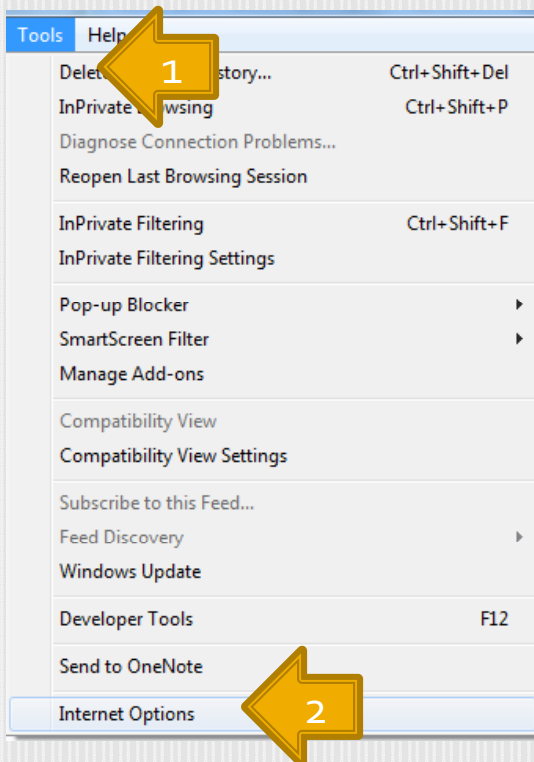 Tools Help
1
story... Ctrl+Shift+Del
InPrivate Ctrl+Shift+P
Diagnose Connection Problems...
Reopen Last Browsing Session
InPrivate Filtering Ctrl+Shift+F
InPrivate Filtering Settings
Pop-up Blocker
SmartScreen Filter
Manage Add-ons
Compatibility View
Compatibility View Settings
Subscribe to this Feed...
Feed Discovery
Windows Update
Developer Tools F12
Send to OneNote
Internet Options 2